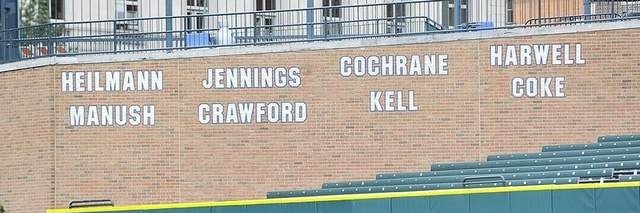 HEILMANN
MANUSH
JENNINGS
CRAWFORD
COCHRANE
KELL
HARWELL
COKE